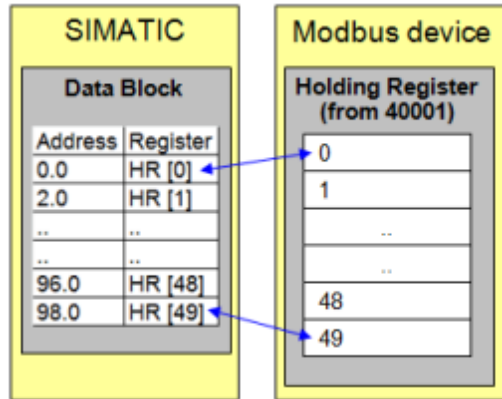 SIMATIC
Data Block
Address Register
0.0 HR [0]
2.0 HR [1]
.. ..
.. ..
96.0 HR [48]
98.0 HR [49]
Modbus device
Holding Register
(from 40001)
0
1
..
..
48
49